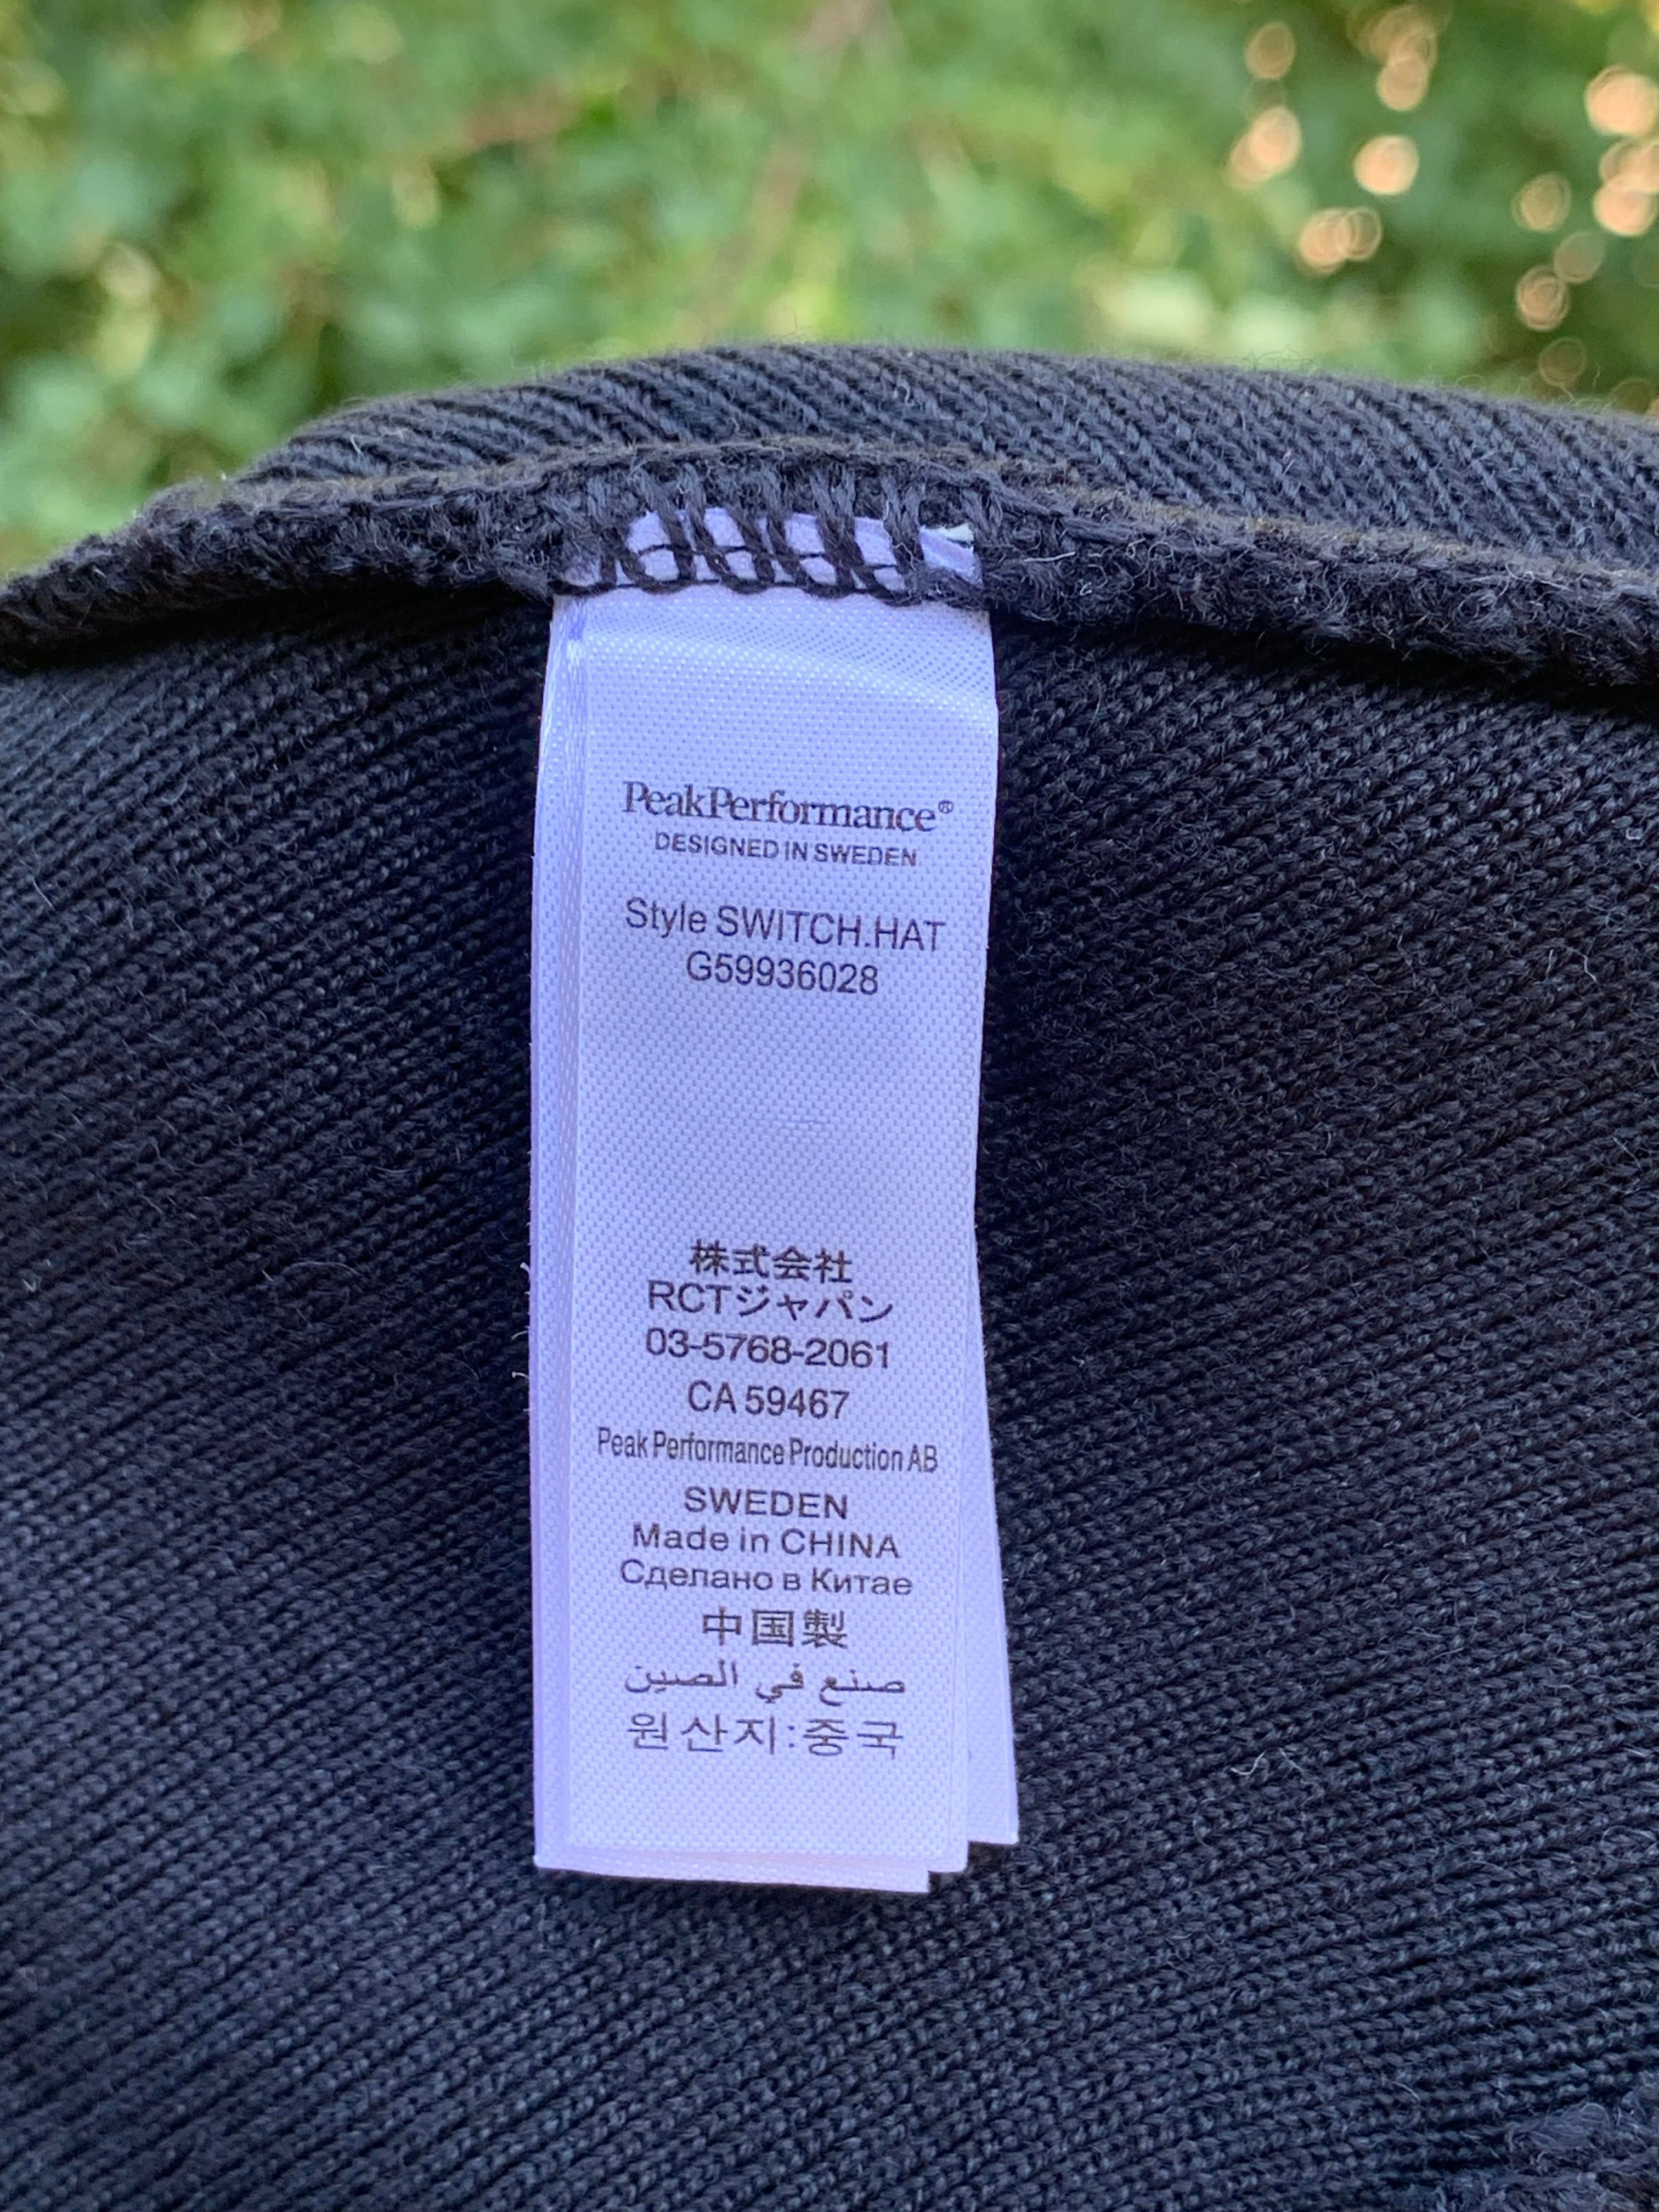 PeakPerformance®
DESIGNED IN SWEDEN
Style SWITCH.HAT
G59936028
株式会社
RCTジャパン
03-5768-2061
CA 59467
Peak Performance Production AB
SWEDEN
Made in CHINA
Сделано в Китае
中国製
صنع في الصين
원산지:중국